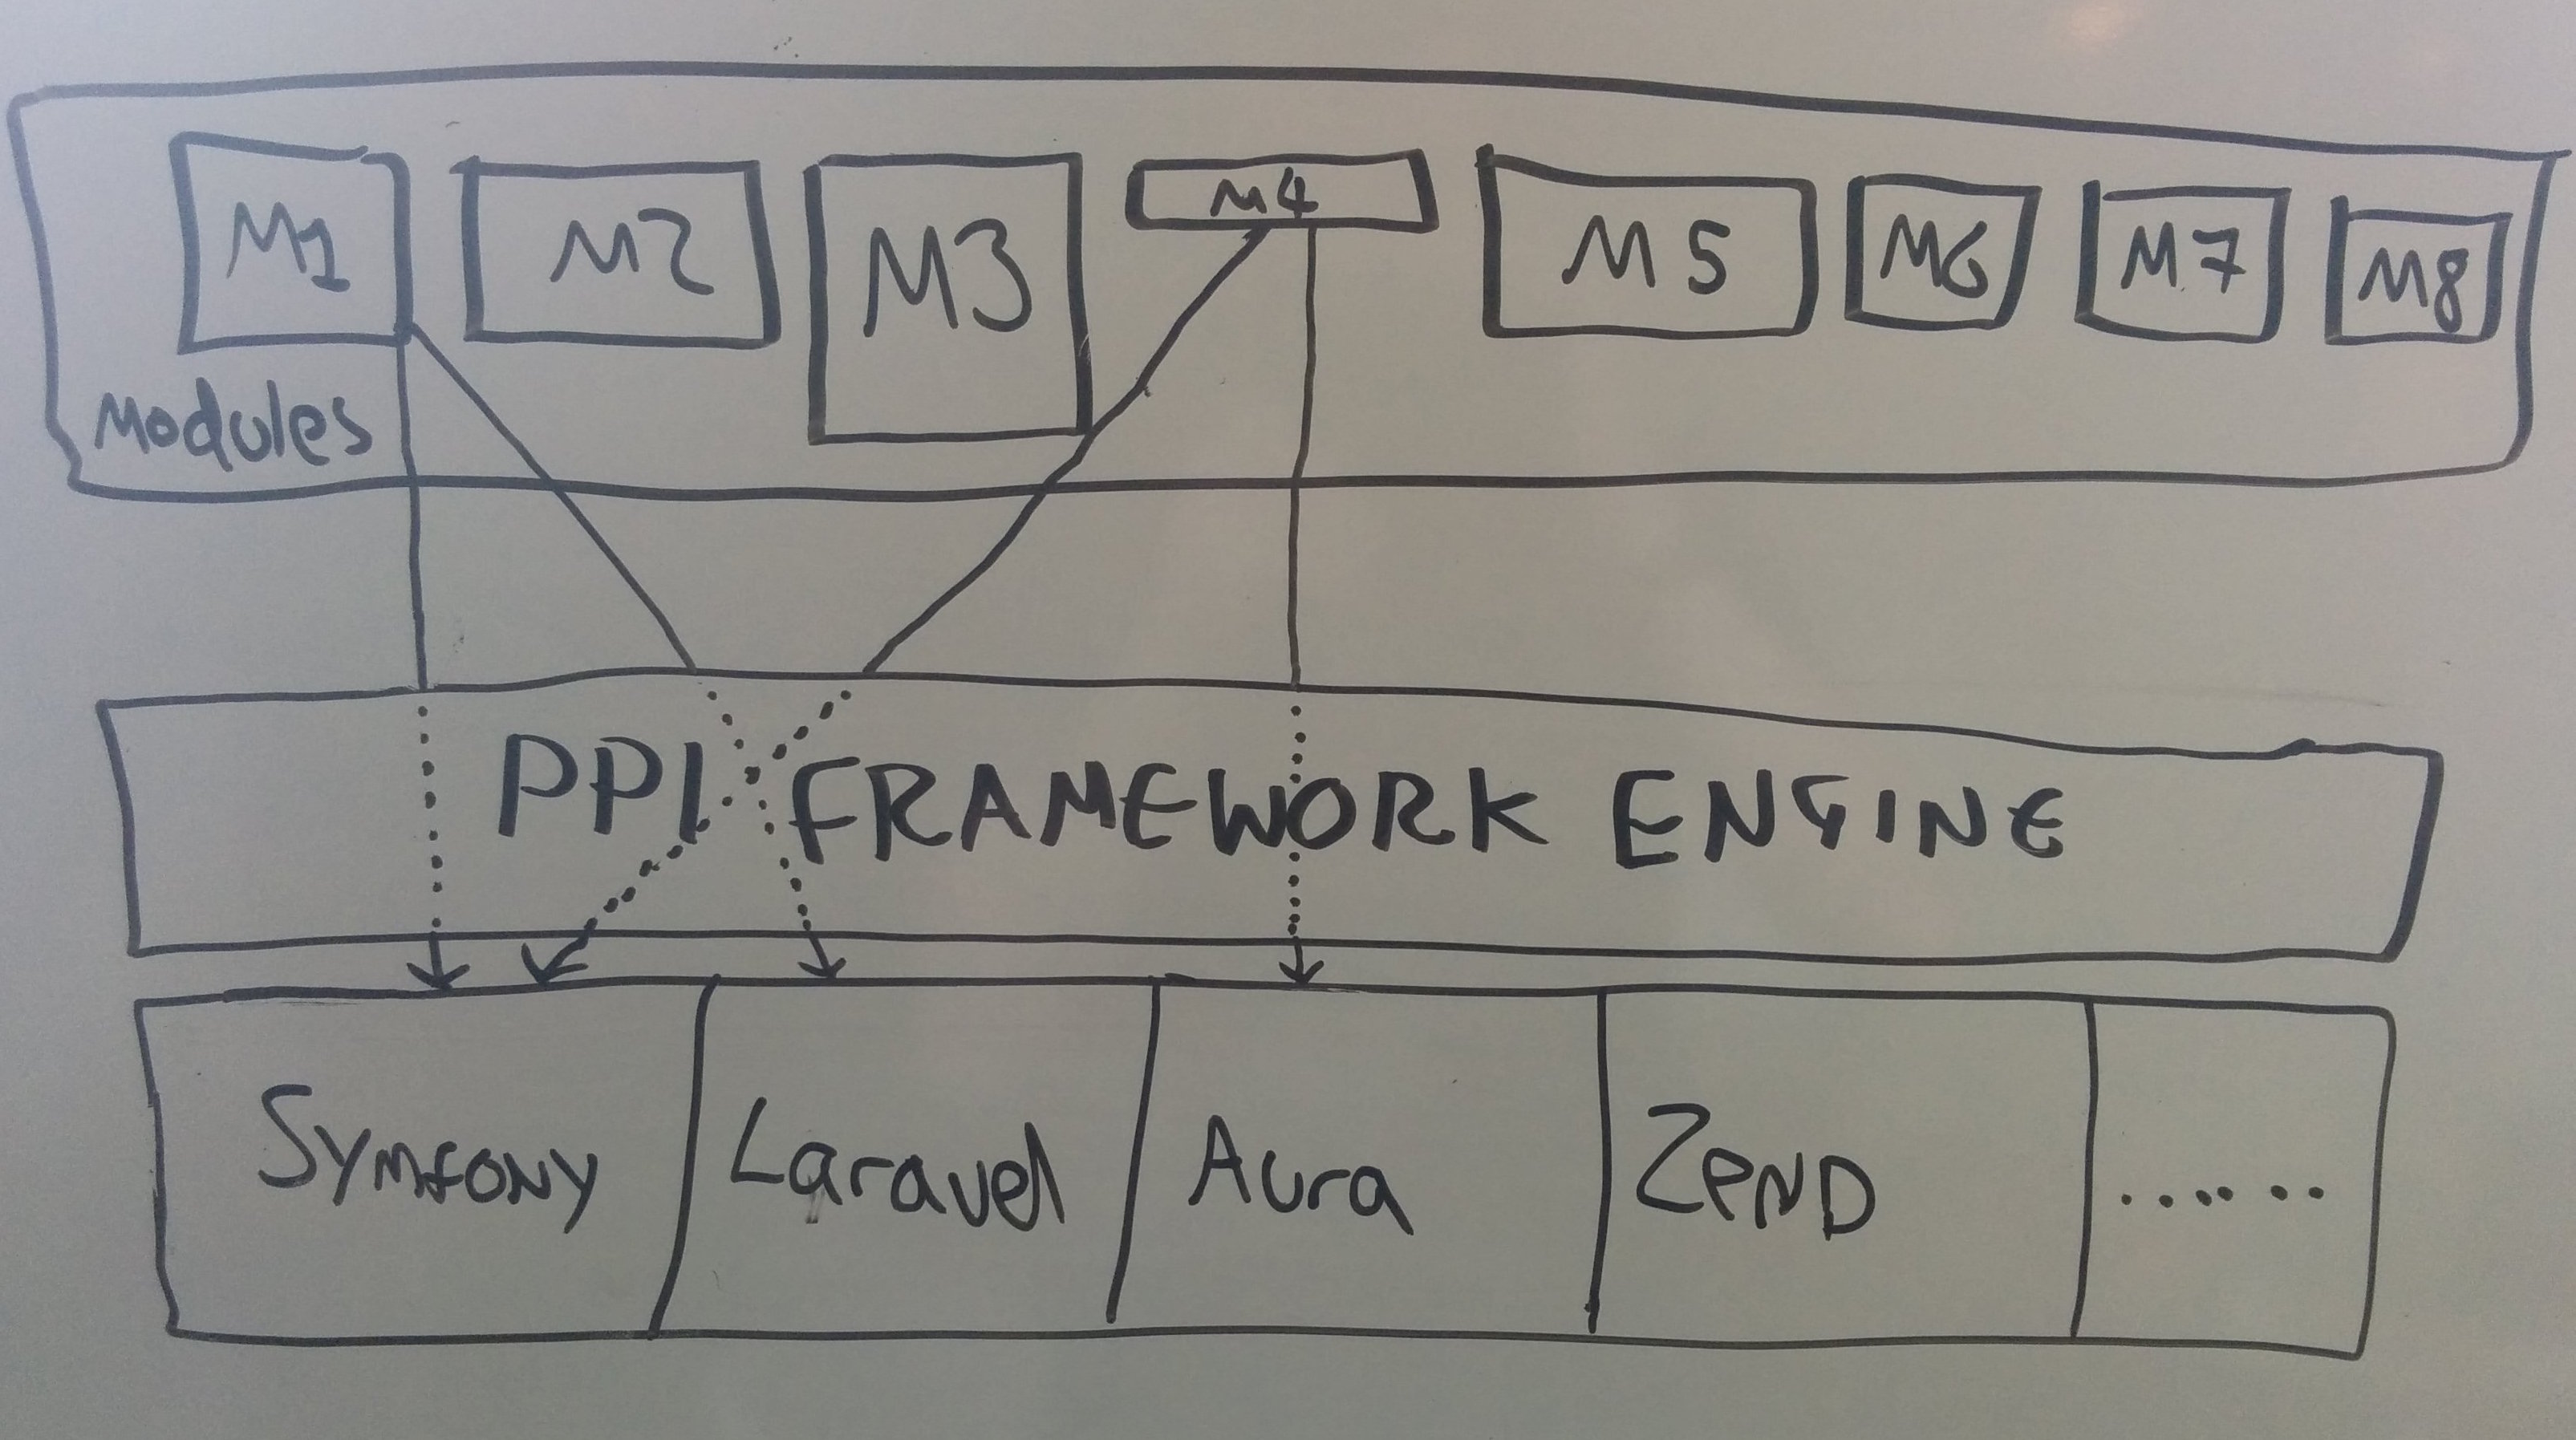 M1 M2 M3 M4 M5 M6 M7 M8
Modules
PPI FRAMEWORK ENGINE
Symfony Laravel Aura ZenD ......